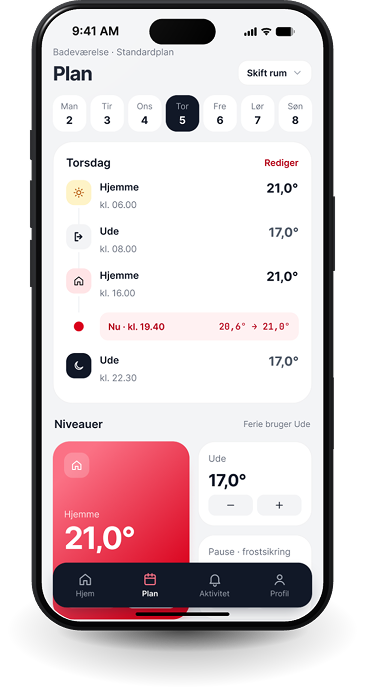 9:41 AM
Badeværelse · Standardplan
Plan
Skift rum
Man
2
Tir
3
Ons
4
Tor
5
Fre
6
Lør
7
Søn
8
Torsdag
Rediger
Hjemme
21,0°
kl. 06.00
Ude
17,0°
kl. 08.00
Hjemme
21,0°
kl. 16.00
Nu · kl. 19.40
20,6° → 21,0°
Ude
17,0°
kl. 22.30
Niveauer
Ferie bruger Ude
Hjemme
21,0°
Ude
17,0°
−
+
Pause · frostsikring
Hjem
Plan
Aktivitet
Profil